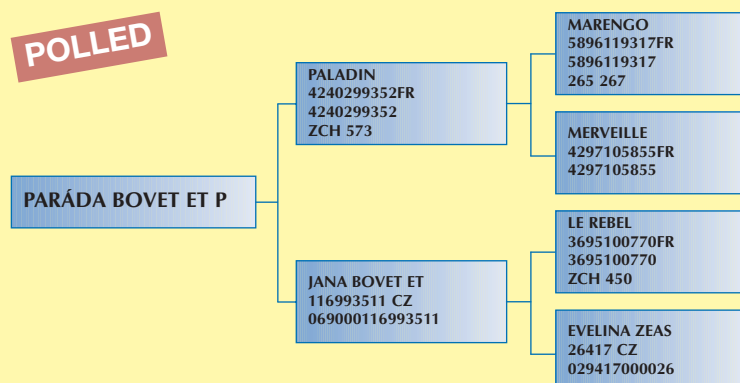 POLLED
PARÁDA BOVET ET P
PALADIN
4240299352FR
4240299352
ZCH 573
JANA BOVET ET
116993511 CZ
069000116993511
MARENGO
5896119317FR
5896119317
265 267
MERVEILLE
4297105855FR
4297105855
LE REBEL
3695100770FR
3695100770
ZCH 450
EVELINA ZEAS
26417 CZ
029417000026